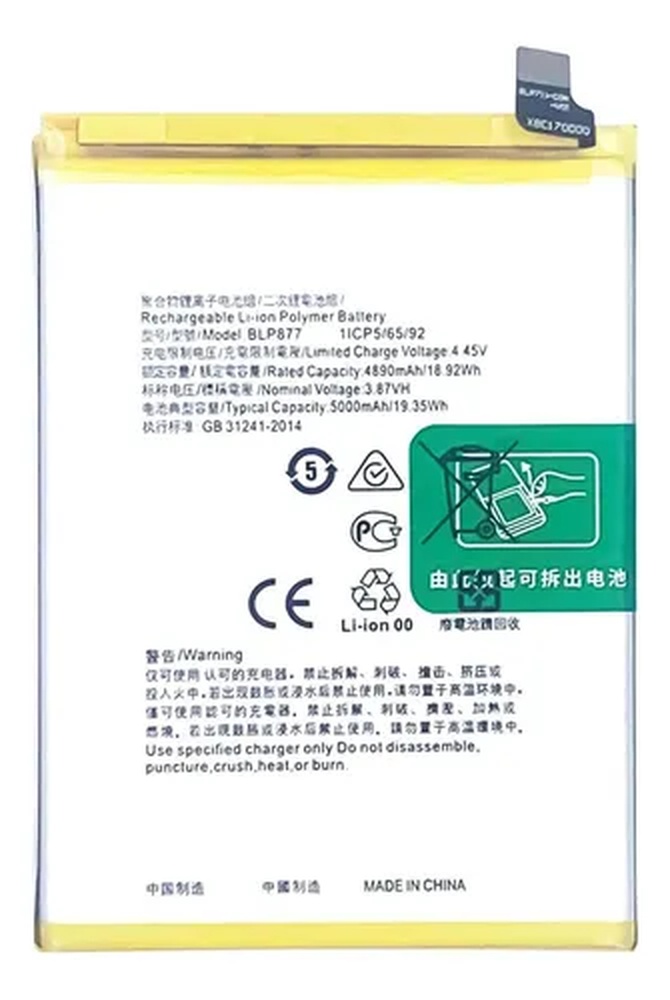 XBC170000
聚合物锂离子电池组/二次锂電池組/
Rechargeable Li-ion Polymer Battery
型号/型號/Model BLP877 1ICP5/65/92
充电限制电压/充電限制電壓/Limited Charge Voltage:4.45V
额定容量/額定電容量/Rated Capacity:4890mAh/18.92Wh
标称电压/標稱電壓/Nominal Voltage:3.87VH
电池典型容量/Typical Capacity:5000mAh/19.35Wh
执行标准 GB 31241-2014
5
PC
由此拉起可拆出电池
CE
Li-ion 00
廢電池請回收
警告/Warning
仅可使用认可的充电器。禁止拆解、刺破、撞击、挤压或
投入火中。若出现鼓胀或浸水后禁止使用。请勿置于高温环境中。
僅可使用認可的充電器。禁止拆解、刺破、擠壓、加熱或
燃燒。若出現鼓脹或浸水后禁止使用。請勿置于高溫環境中。
Use specified charger only Do not disassemble,
puncture,crush,heat,or burn.
中国制造 中國制造 MADE IN CHINA